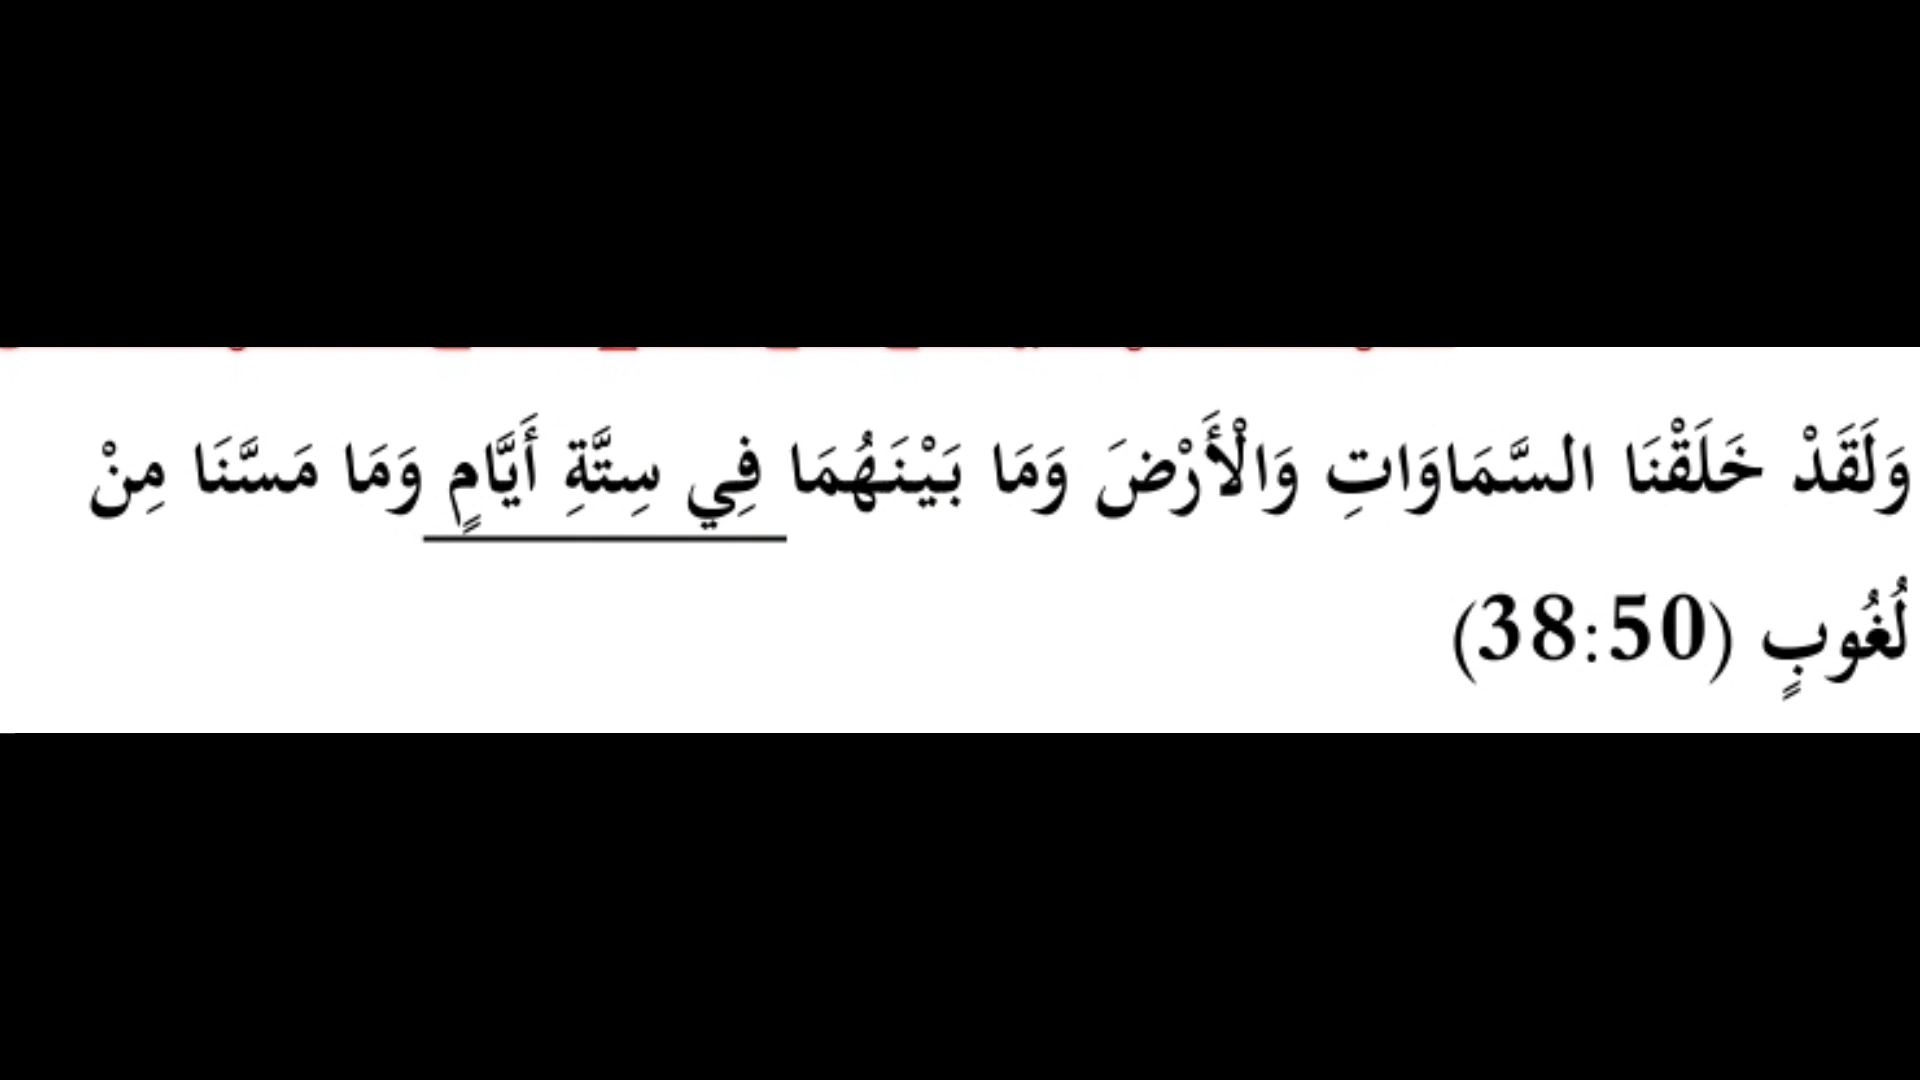 وَلَقَدْ خَلَقْنَا السَّمَاوَاتِ وَالْأَرْضَ وَمَا بَيْنَهُمَا فِي سِتَّةِ أَيَّامٍ وَمَا مَسَّنَا مِنْ
لُغُوبٍ (38:50)